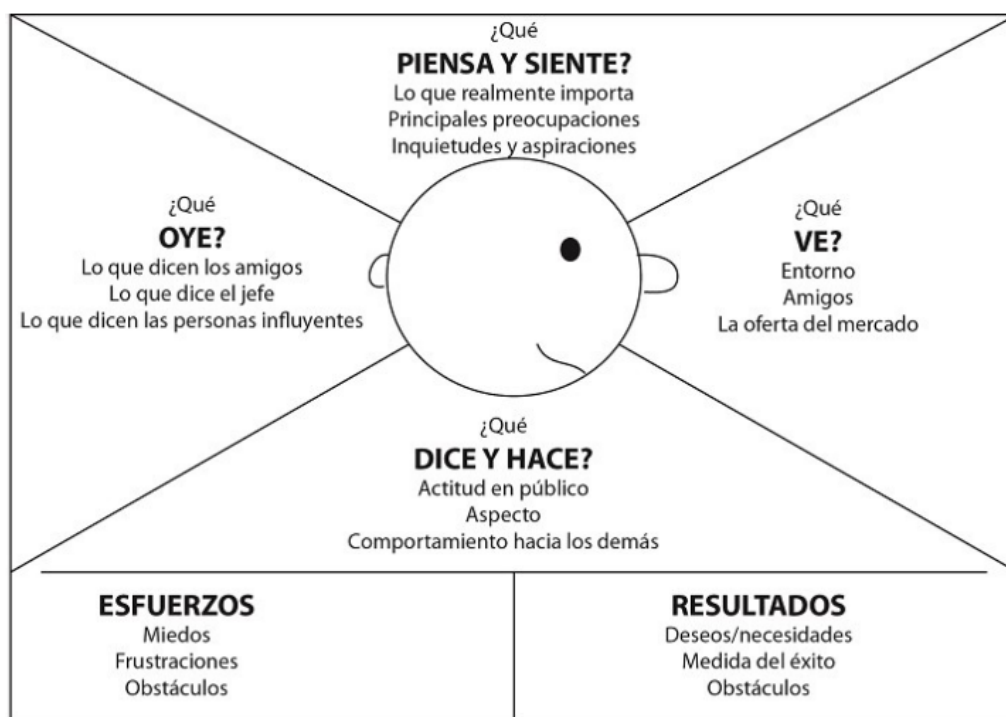 ¿Qué
PIENSA Y SIENTE?
Lo que realmente importa
Principales preocupaciones
Inquietudes y aspiraciones
¿Qué
OYE?
Lo que dicen los amigos
Lo que dice el jefe
Lo que dicen las personas influyentes
¿Qué
VE?
Entorno
Amigos
La oferta del mercado
¿Qué
DICE Y HACE?
Actitud en público
Aspecto
Comportamiento hacia los demás
ESFUERZOS
Miedos
Frustraciones
Obstáculos
RESULTADOS
Deseos/necesidades
Medida del éxito
Obstáculos